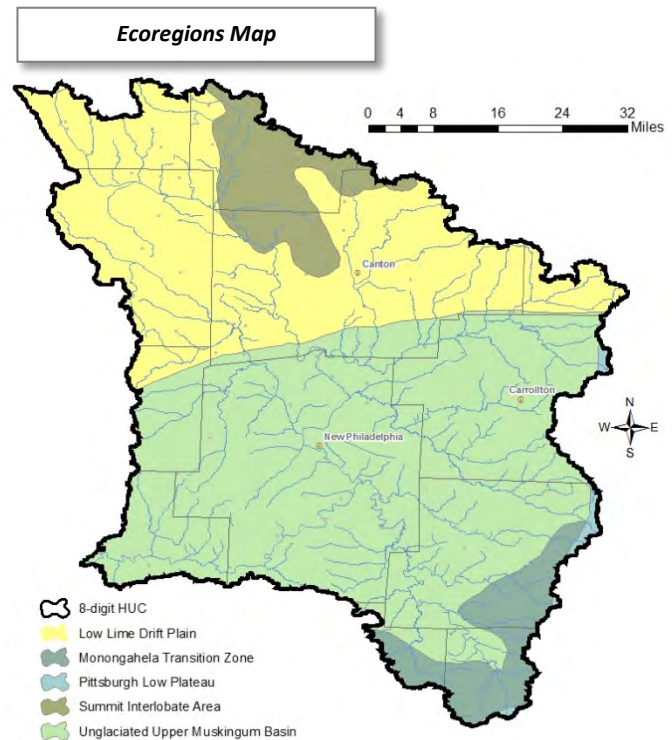 Ecoregions Map
0 4 8 16 24 32
Miles
Canton
Carrollton
New Philadelphia
N
W E
S
8-digit HUC
Low Lime Drift Plain
Monongahela Transition Zone
Pittsburgh Low Plateau
Summit Interlobate Area
Unglaciated Upper Muskingum Basin